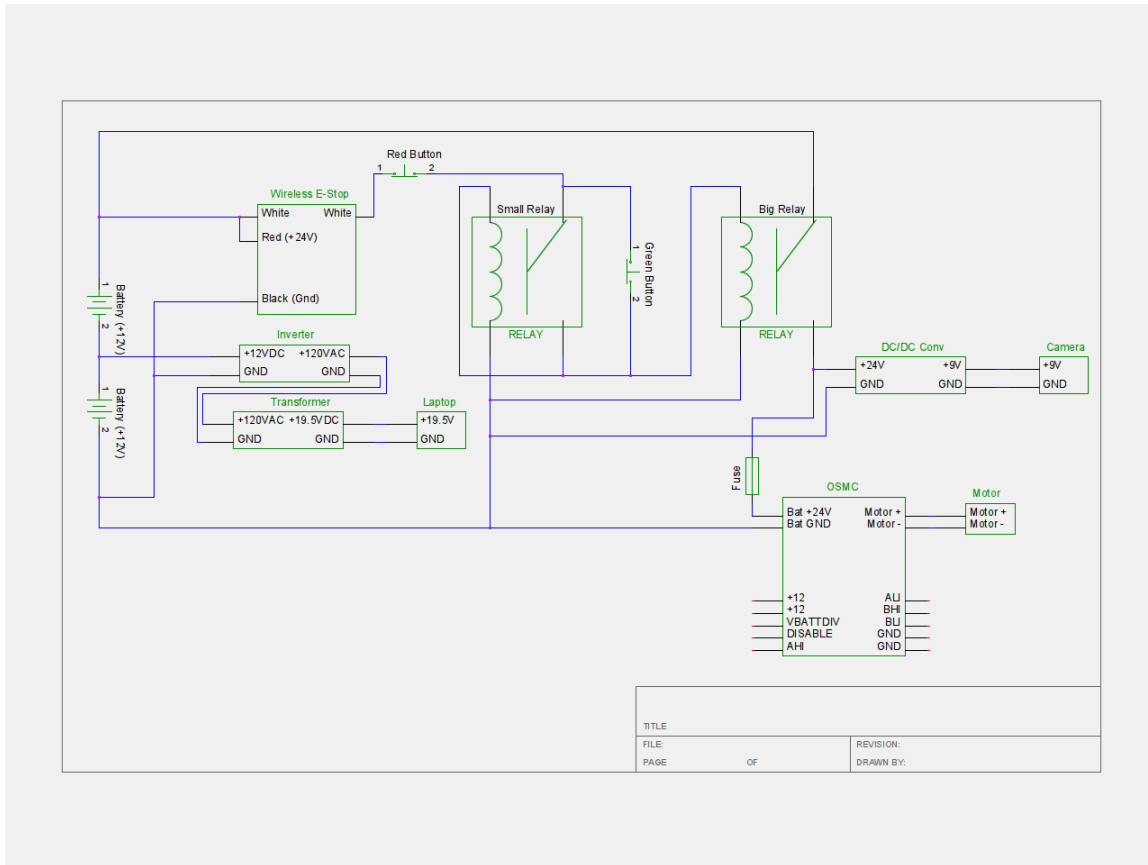 Red Button
1 2
Wireless E-Stop
White White
Red (+24V)
Black (Gnd)
Small Relay
RELAY
1 Green Button 2
Big Relay
RELAY
1 Battery (+12V) 2
Inverter
+12VDC +120VAC
GND GND
1 Battery (+12V) 2
Transformer
+120VAC +19.5VDC
GND GND
Laptop
+19.5V
GND
DC/DC Conv
+24V +9V
GND GND
Camera
+9V
GND
Fuse
OSMC
Bat +24V Motor +
Bat GND Motor -
+12 ALI
+12 BHI
VBATTDIV BLI
DISABLE GND
AHI GND
Motor
Motor +
Motor -
TITLE
FILE: REVISION:
PAGE OF DRAWN BY: